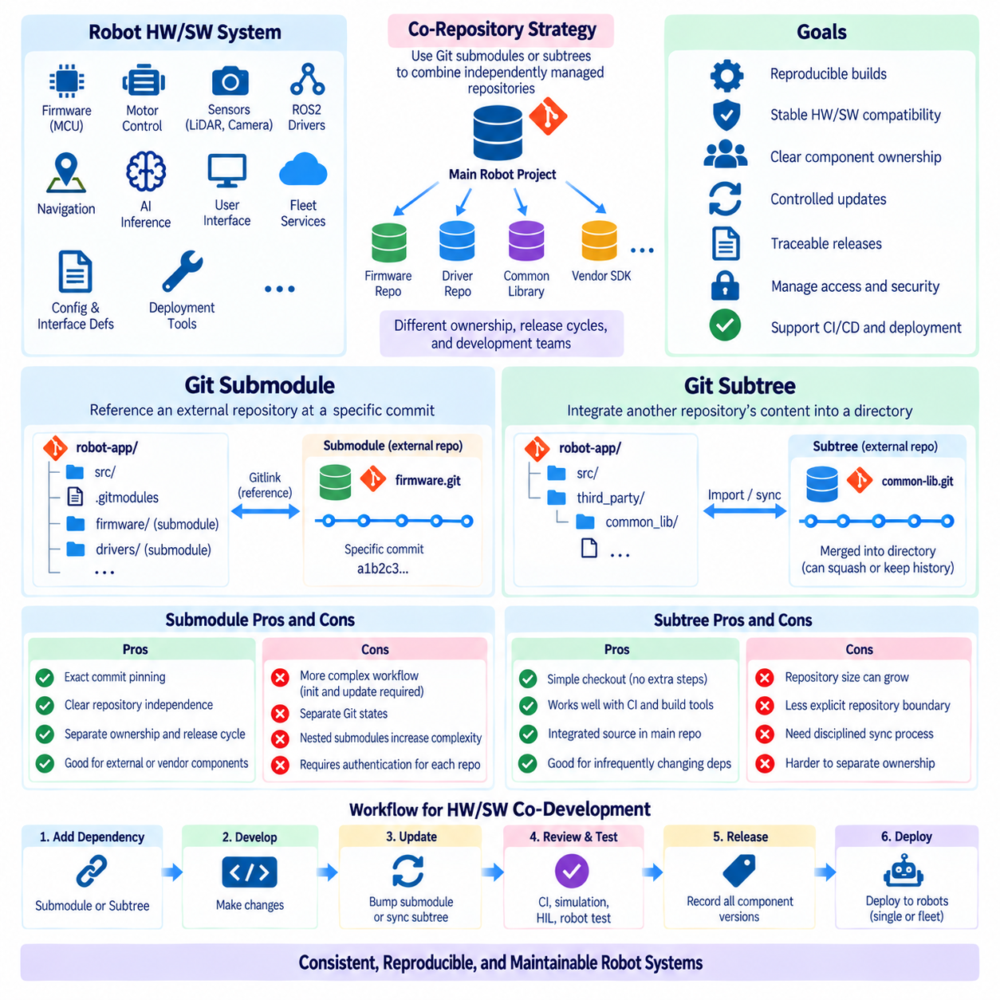 Robot HW/SW System
Firmware
(MCU)
Motor
Control
Sensors
(LiDAR, Camera)
ROS2
Drivers
Navigation
AI
Inference
User
Interface
Fleet
Services
Config &
Interface Defs
Deployment
Tools
...
Co-Repository Strategy
Use Git submodules or subtrees
to combine independently managed
repositories
Main Robot Project
Firmware
Repo
Driver
Repo
Common
Library
Vendor SDK
...
Different ownership, release cycles,
and development teams
Goals
Reproducible builds
Stable HW/SW compatibility
Clear component ownership
Controlled updates
Traceable releases
Manage access and security
Support CI/CD and deployment
Git Submodule
Reference an external repository at a specific commit
robot-app/
src/
.gitmodules
firmware/ (submodule)
drivers/ (submodule)
...
Gitlink
(reference)
Submodule (external repo)
firmware.git
Specific commit
a1b2c3...
Git Subtree
Integrate another repository's content into a directory
robot-app/
src/
third_party/
common_lib/
...
Import / sync
Subtree (external repo)
common-lib.git
Merged into directory
(can squash or keep history)
Submodule Pros and Cons
Pros
Exact commit pinning
Clear repository independence
Separate ownership and release cycle
Good for external or vendor components
Cons
More complex workflow
(init and update required)
Separate Git states
Nested submodules increase complexity
Requires authentication for each repo
Subtree Pros and Cons
Pros
Simple checkout (no extra steps)
Works well with CI and build tools
Integrated source in main repo
Good for infrequently changing deps
Cons
Repository size can grow
Less explicit repository boundary
Need disciplined sync process
Harder to separate ownership
Workflow for HW/SW Co-Development
1. Add Dependency
Submodule or Subtree
2. Develop
</>
Make changes
3. Update
Bump submodule
or sync subtree
4. Review & Test
CI, simulation,
HIL, robot test
5. Release
Record all component
versions
6. Deploy
Deploy to robots
(single or fleet)
Consistent, Reproducible, and Maintainable Robot Systems